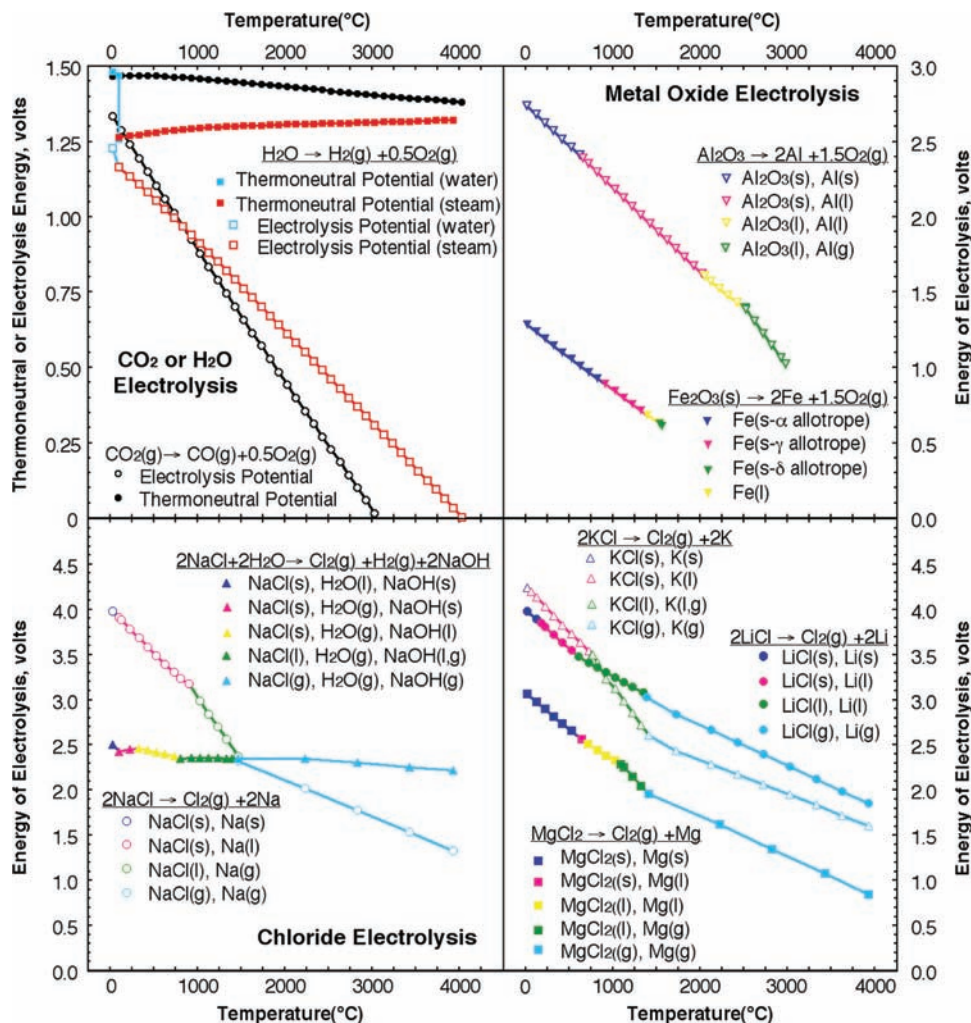 Temperature(°C)
0 1000 2000 3000 4000
Temperature(°C)
0 1000 2000 3000 4000
Thermoneutral or Electrolysis Energy, volts
1.50
1.25
1.00
0.75
0.50
0.25
0
H2O → H2(g) +0.5O2(g)
Thermoneutral Potential (water)
Thermoneutral Potential (steam)
Electrolysis Potential (water)
Electrolysis Potential (steam)
CO2 or H2O
Electrolysis
CO2(g)→ CO(g)+0.5O2(g)
Electrolysis Potential
Thermoneutral Potential
Metal Oxide Electrolysis
Al2O3 → 2Al +1.5O2(g)
Al2O3(s), Al(s)
Al2O3(s), Al(l)
Al2O3(l), Al(l)
Al2O3(l), Al(g)
Fe2O3(s) → 2Fe +1.5O2(g)
Fe(s-α allotrope)
Fe(s-γ allotrope)
Fe(s-δ allotrope)
Fe(l)
3.0
2.5
2.0
1.5
1.0
0.5
0.0
Energy of Electrolysis, volts
Energy of Electrolysis, volts
4.5
4.0
3.5
3.0
2.5
2.0
1.5
1.0
0.5
0.0
2NaCl+2H2O→ Cl2(g) +H2(g)+2NaOH
NaCl(s), H2O(l), NaOH(s)
NaCl(s), H2O(g), NaOH(s)
NaCl(s), H2O(g), NaOH(l)
NaCl(l), H2O(g), NaOH(l,g)
NaCl(g), H2O(g), NaOH(g)
2NaCl → Cl2(g) +2Na
NaCl(s), Na(s)
NaCl(s), Na(l)
NaCl(l), Na(g)
NaCl(g), Na(g)
Chloride Electrolysis
2KCl → Cl2(g) +2K
KCl(s), K(s)
KCl(s), K(l)
KCl(l), K(l,g)
KCl(g), K(g)
2LiCl → Cl2(g) +2Li
LiCl(s), Li(s)
LiCl(s), Li(l)
LiCl(l), Li(l)
LiCl(g), Li(g)
MgCl2 → Cl2(g) +Mg
MgCl2((s), Mg(s)
MgCl2((s), Mg(l)
MgCl2((l), Mg(l)
MgCl2((l), Mg(g)
MgCl2((g), Mg(g)
4.5
4.0
3.5
3.0
2.5
2.0
1.5
1.0
0.5
0.0
Energy of Electrolysis, volts
0 1000 2000 3000 4000
Temperature(°C)
0 1000 2000 3000 4000
Temperature(°C)